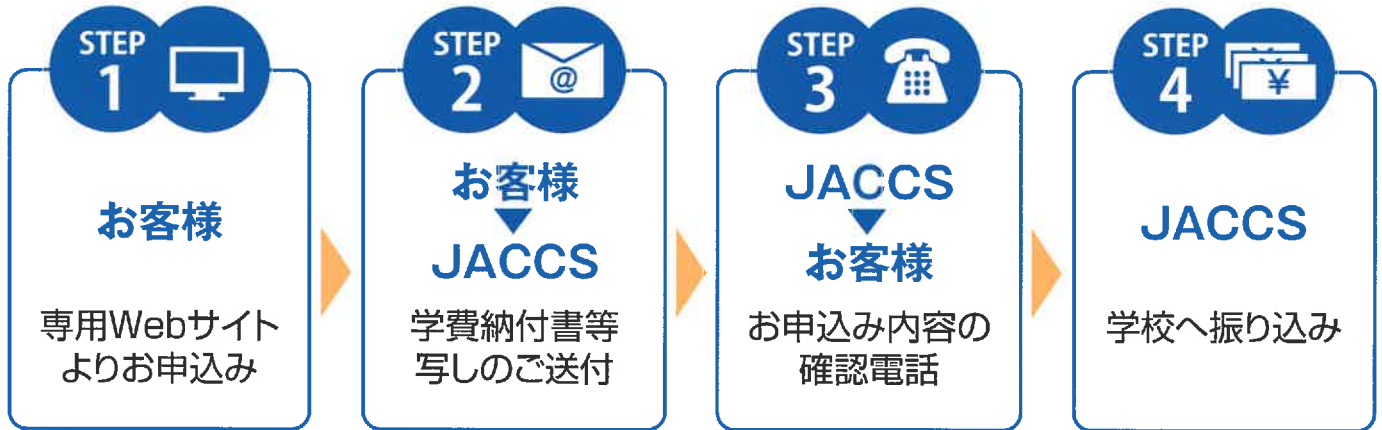 STEP
1
お客様
専用Webサイト
よりお申込み
STEP
2
@
お客様
JACCS
学費納付書等
写しのご送付
STEP
3
JACCS
お客様
お申込み内容の
確認電話
STEP
4
¥
JACCS
学校へ振り込み